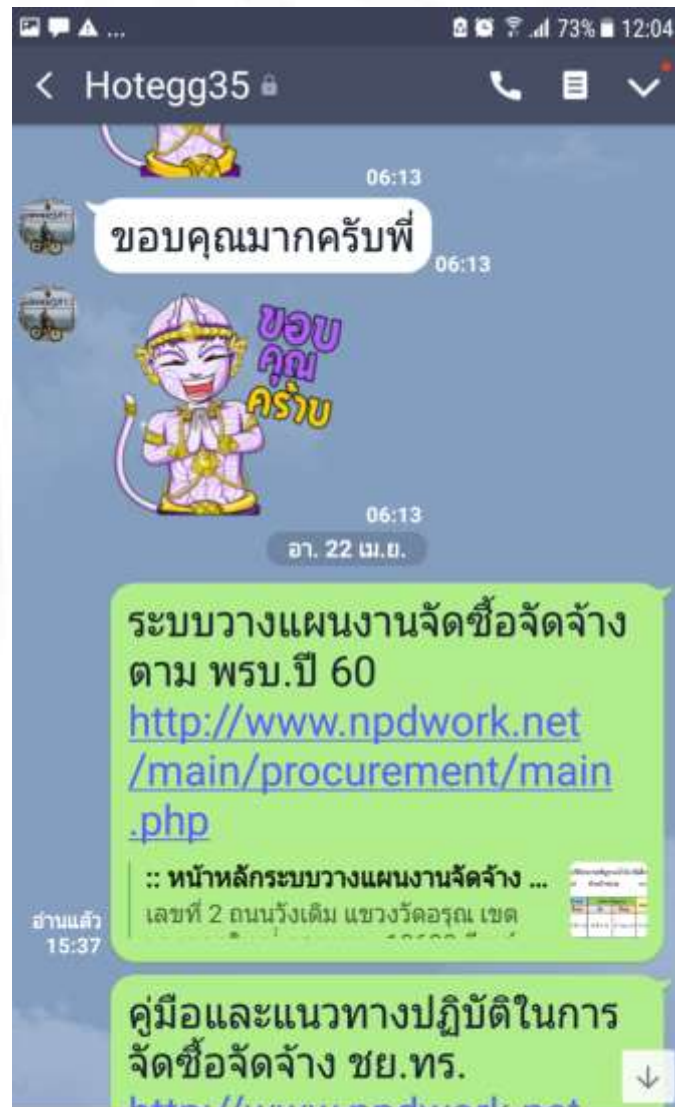 ... 73% 12:04
Hotegg35
06:13
ขอบคุณมากครับพี่
06:13
ขอบ
คุณ
คร้าบ
06:13
อา. 22 เม.ย.
ระบบวางแผนงานจัดซื้อจัดจ้าง
ตาม พรบ.ปี 60
http://www.npdwork.net
/main/procurement/main
.php
:: หน้าหลักระบบวางแผนงานจัดจ้าง ...
เลขที่ 2 ถนนวังเดิม แขวงวัดอรุณ เขต
อ่านแล้ว
15:37
คู่มือและแนวทางปฏิบัติในการ
จัดซื้อจัดจ้าง ชย.ทร.
http://www.npdwork.net